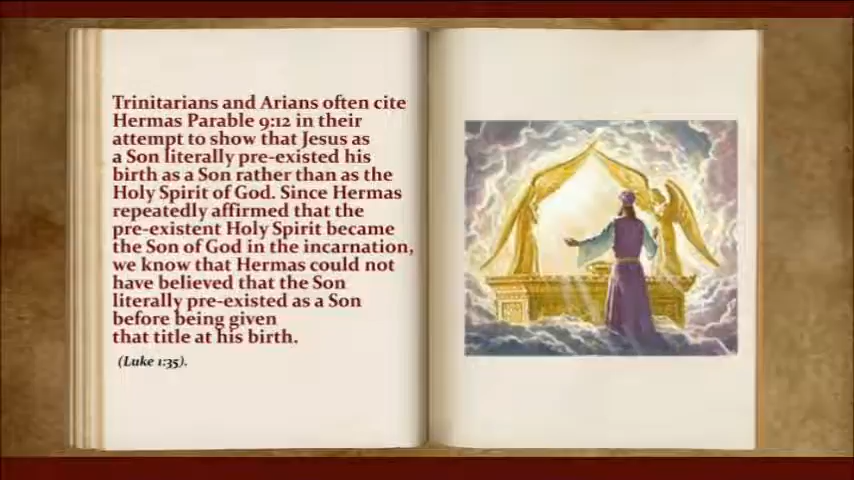 Trinitarians and Arians often cite
Hermas Parable 9:12 in their
attempt to show that Jesus as
a Son literally pre-existed his
birth as a Son rather than as the
Holy Spirit of God. Since Hermas
repeatedly affirmed that the
pre-existent Holy Spirit became
the Son of God in the incarnation,
we know that Hermas could not
have believed that the Son
literally pre-existed as a Son
before being given
that title at his birth.
(Luke 1:35).